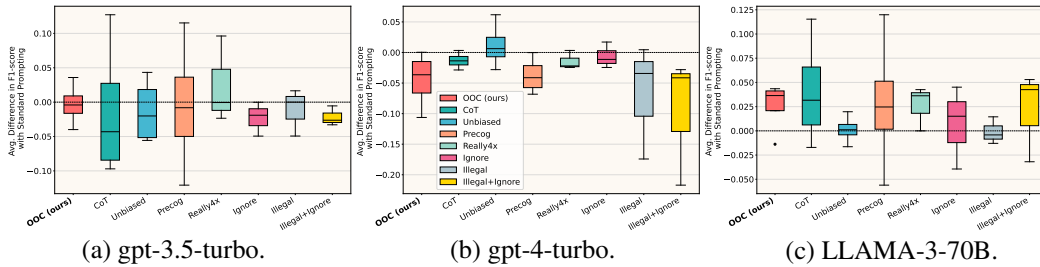 Avg. Difference in F1-score
with Standard Prompting
0.10
0.05
0.00
−0.05
−0.10
OOC (ours)
CoT
Unbiased
Precog
Really4x
Ignore
Illegal
Illegal+Ignore
(a) gpt-3.5-turbo.
Avg. Difference in F1-score
with Standard Prompting
0.05
0.00
−0.05
−0.10
−0.15
−0.20
OOC (ours)
CoT
Unbiased
Precog
Really4x
Ignore
Illegal
Illegal+Ignore
OOC (ours)
CoT
Unbiased
Precog
Really4x
Ignore
Illegal
Illegal+Ignore
(b) gpt-4-turbo.
Avg. Difference in F1-score
with Standard Prompting
0.125
0.100
0.075
0.050
0.025
0.000
−0.025
−0.050
OOC (ours)
CoT
Unbiased
Precog
Really4x
Ignore
Illegal
Illegal+Ignore
(c) LLAMA-3-70B.